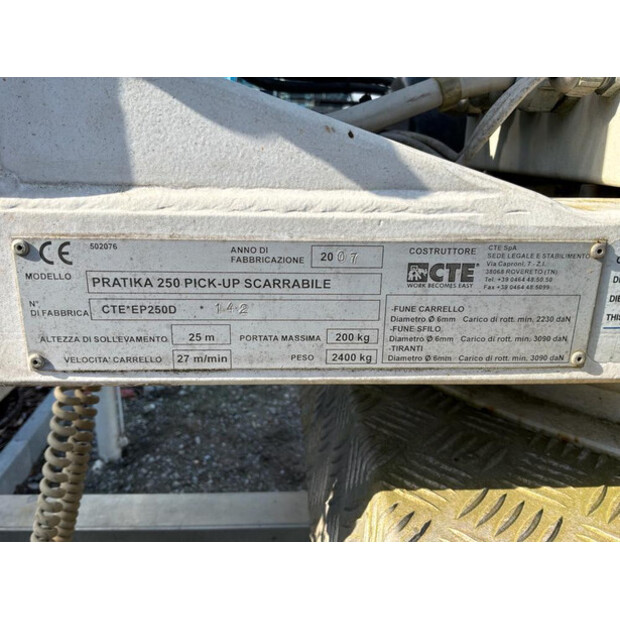 CE 502076 ANNO DI FABBRICAZIONE 2007
MODELLO PRATIKA 250 PICK-UP SCARRABILE
N° DI FABBRICA CTE*EP250D * 142 *
ALTEZZA DI SOLLEVAMENTO 25 m PORTATA MASSIMA 200 kg
VELOCITA' CARRELLO 27 m/min PESO 2400 kg
COSTRUTTORE
CTE
WORK BECOMES EASY
CTE SpA
SEDE LEGALE E STABILIMENTO
Via Caproni, 7 - Z.I.
38068 ROVERETO (TN)
Tel. +39 0464 48.50.50
Fax +39 0464 48.5099
-FUNE CARRELLO
Diametro Ø 6mm Carico di rott. min. 2230 daN
-FUNE SFILO
Diametro Ø 6mm Carico di rott. min. 3090 daN
-TIRANTI
Diametro Ø 6mm Carico di rott. min. 3090 daN